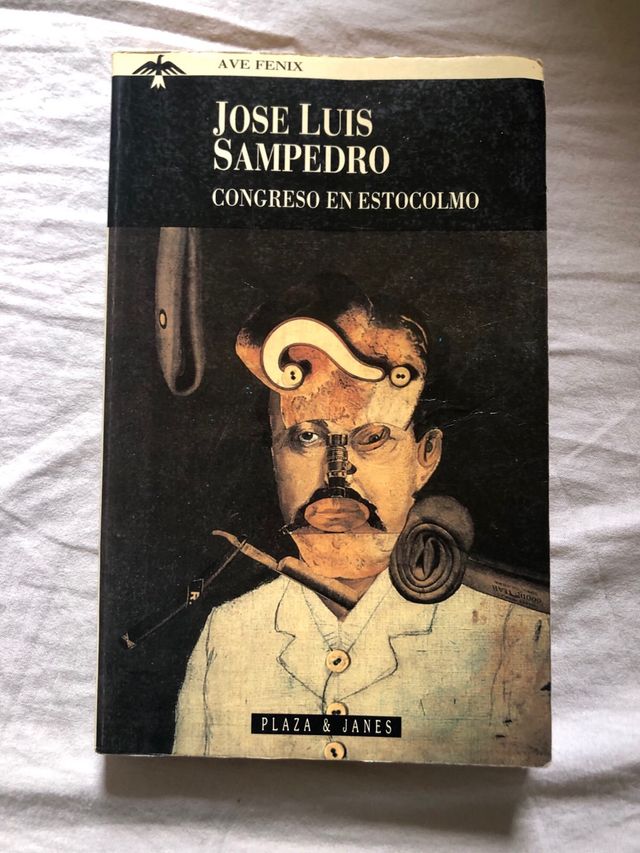 AVE FENIX
JOSE LUIS
SAMPEDRO
CONGRESO EN ESTOCOLMO
R.
PLAZA & JANES